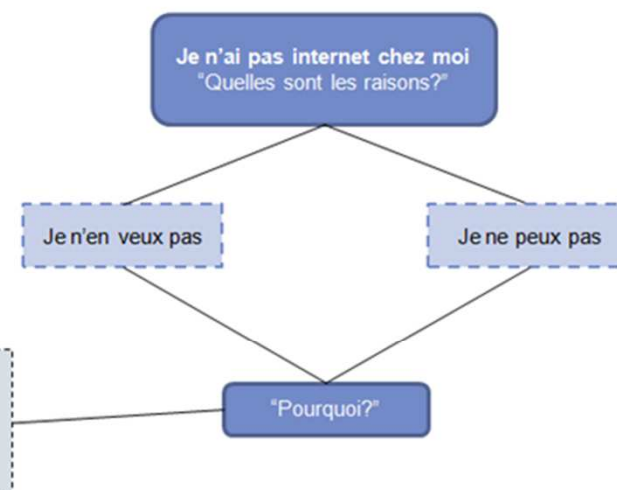 Je n'ai pas internet chez moi
“Quelles sont les raisons?”
Je n'en veux pas
Je ne peux pas
“Pourquoi?”